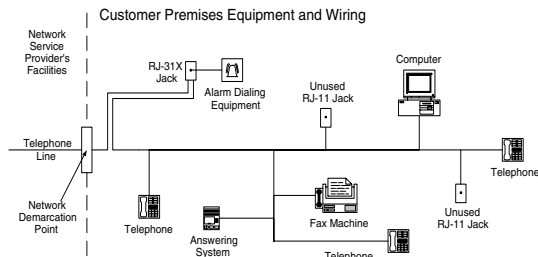 Customer Premises Equipment and Wiring
Network
Service
Provider's
Facilities
RJ-31X
Jack
Alarm Dialing
Equipment
Unused
RJ-11 Jack
Computer
Telephone
Line
Telephone
Network
Demarcation
Point
Telephone
Answering
System
Fax Machine
Unused
RJ-11 Jack
Telephone